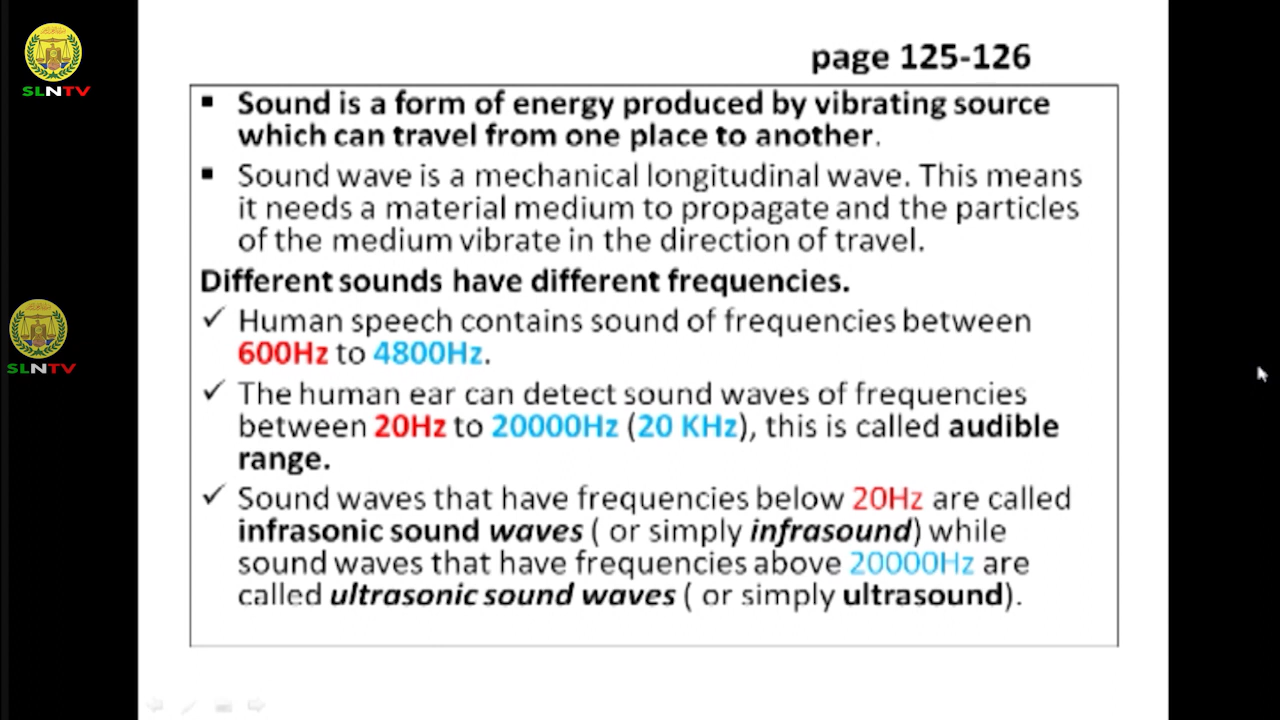 SLNTV
page 125-126
▪ Sound is a form of energy produced by vibrating source
which can travel from one place to another.
▪ Sound wave is a mechanical longitudinal wave. This means
it needs a material medium to propagate and the particles
of the medium vibrate in the direction of travel.
Different sounds have different frequencies.
✓ Human speech contains sound of frequencies between
600Hz to 4800Hz.
SLNTV
✓ The human ear can detect sound waves of frequencies
between 20Hz to 20000Hz (20 KHz), this is called audible
range.
✓ Sound waves that have frequencies below 20Hz are called
infrasonic sound waves ( or simply infrasound) while
sound waves that have frequencies above 20000Hz are
called ultrasonic sound waves ( or simply ultrasound).